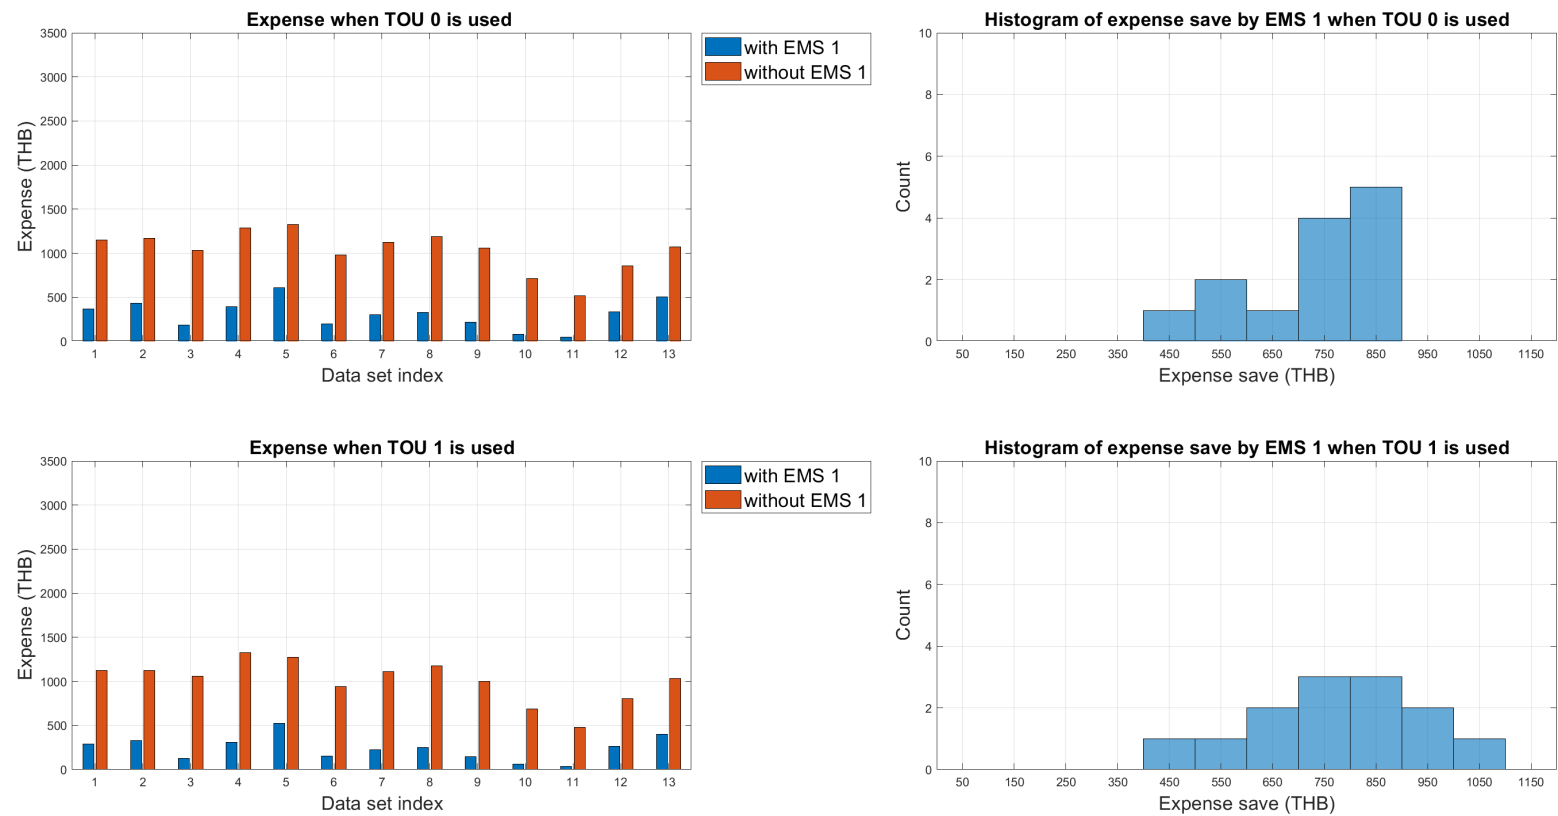 Expense when TOU 0 is used
3500
3000
2500
2000
1500
1000
500
0
Expense (THB)
1 2 3 4 5 6 7 8 9 10 11 12 13
Data set index
with EMS 1
without EMS 1
Histogram of expense save by EMS 1 when TOU 0 is used
10
8
6
4
2
0
Count
50 150 250 350 450 550 650 750 850 950 1050 1150
Expense save (THB)
Expense when TOU 1 is used
3500
3000
2500
2000
1500
1000
500
0
Expense (THB)
1 2 3 4 5 6 7 8 9 10 11 12 13
Data set index
with EMS 1
without EMS 1
Histogram of expense save by EMS 1 when TOU 1 is used
10
8
6
4
2
0
Count
50 150 250 350 450 550 650 750 850 950 1050 1150
Expense save (THB)